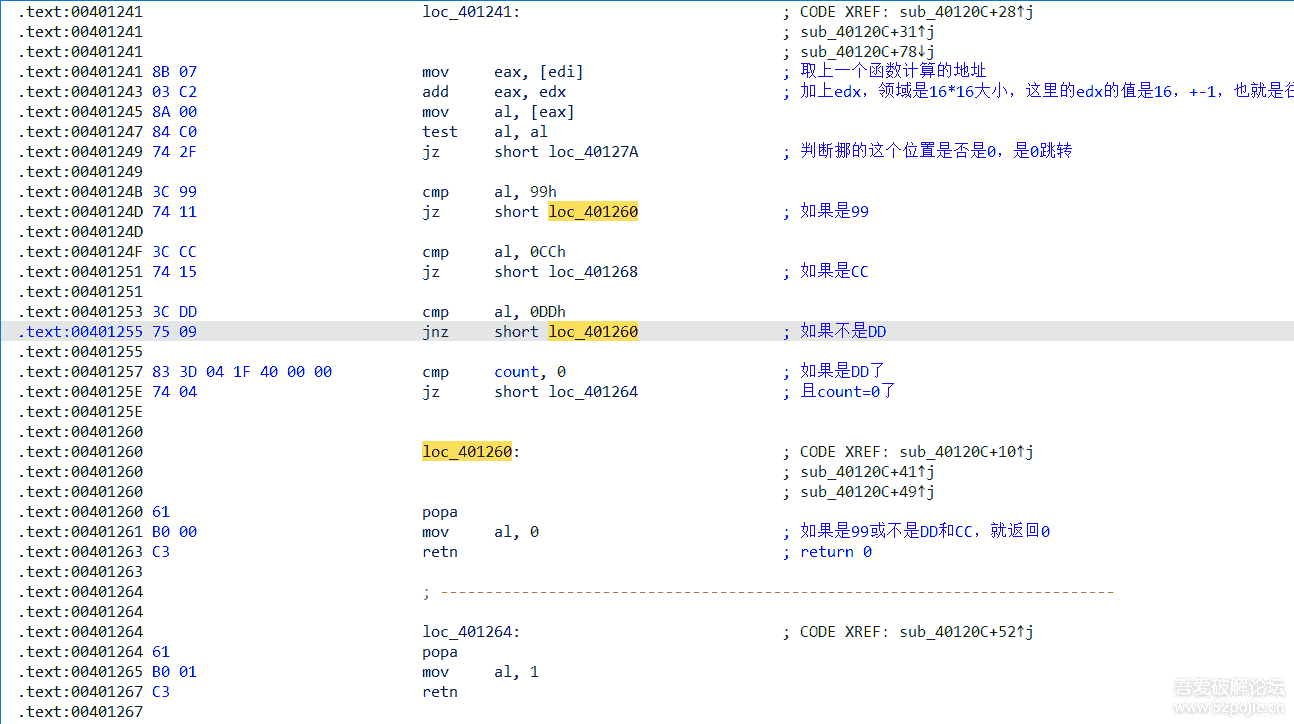 .text:00401241 loc_401241: ; CODE XREF: sub_40120C+28↑j
.text:00401241 ; sub_40120C+31↑j
.text:00401241 ; sub_40120C+78↓j
.text:00401241 8B 07 mov eax, [edi] ; 取上一个函数计算的地址
.text:00401243 03 C2 add eax, edx ; 加上edx，领域是16*16大小，这里的edx的值是16，+-1，也就是往
.text:00401245 8A 00 mov al, [eax]
.text:00401247 84 C0 test al, al
.text:00401249 74 2F jz short loc_40127A ; 判断挪的这个位置是否是0，是0跳转
.text:00401249
.text:0040124B 3C 99 cmp al, 99h
.text:0040124D 74 11 jz short loc_401260 ; 如果是99
.text:0040124D
.text:0040124F 3C CC cmp al, 0CCh
.text:00401251 74 15 jz short loc_401268 ; 如果是CC
.text:00401251
.text:00401253 3C DD cmp al, 0DDh
.text:00401255 75 09 jnz short loc_401260 ; 如果不是DD
.text:00401255
.text:00401257 83 3D 04 1F 40 00 00 cmp count, 0 ; 如果是DD了
.text:0040125E 74 04 jz short loc_401264 ; 且count=0了
.text:0040125E
.text:00401260
.text:00401260 loc_401260: ; CODE XREF: sub_40120C+10↑j
.text:00401260 ; sub_40120C+41↑j
.text:00401260 ; sub_40120C+49↑j
.text:00401260 61 popa
.text:00401261 B0 00 mov al, 0 ; 如果是99或不是DD和CC，就返回0
.text:00401263 C3 retn ; return 0
.text:00401263
.text:00401264 ; ---------------------------------------------------------------------------
.text:00401264
.text:00401264 loc_401264: ; CODE XREF: sub_40120C+52↑j
.text:00401264 61 popa
.text:00401265 B0 01 mov al, 1
.text:00401267 C3 retn
.text:00401267
吾爱破解论坛
www.52pojie.cn